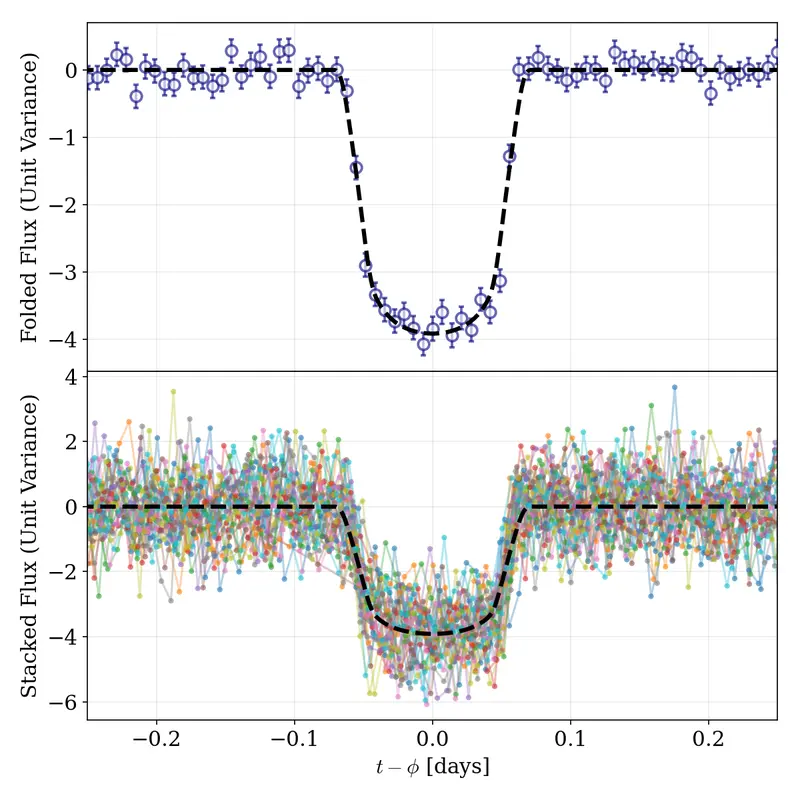 Folded Flux (Unit Variance)
0
−1
−2
−3
−4
Stacked Flux (Unit Variance)
4
2
0
−2
−4
−6
−0.2 −0.1 0.0 0.1 0.2
t − ϕ [days]